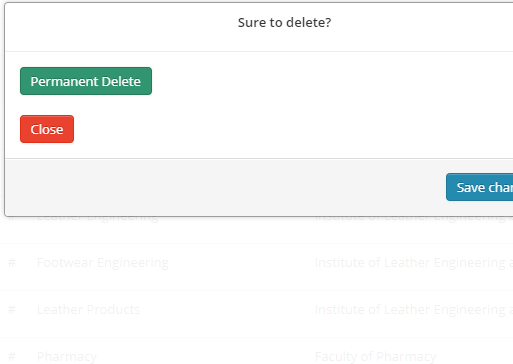 Sure to delete?
Permanent Delete
Close
Save char
Leather Engineering Institute of Leather Engineering a
# Footwear Engineering Institute of Leather Engineering a
# Leather Products Institute of Leather Engineering a
# Pharmacy Faculty of Pharmacy